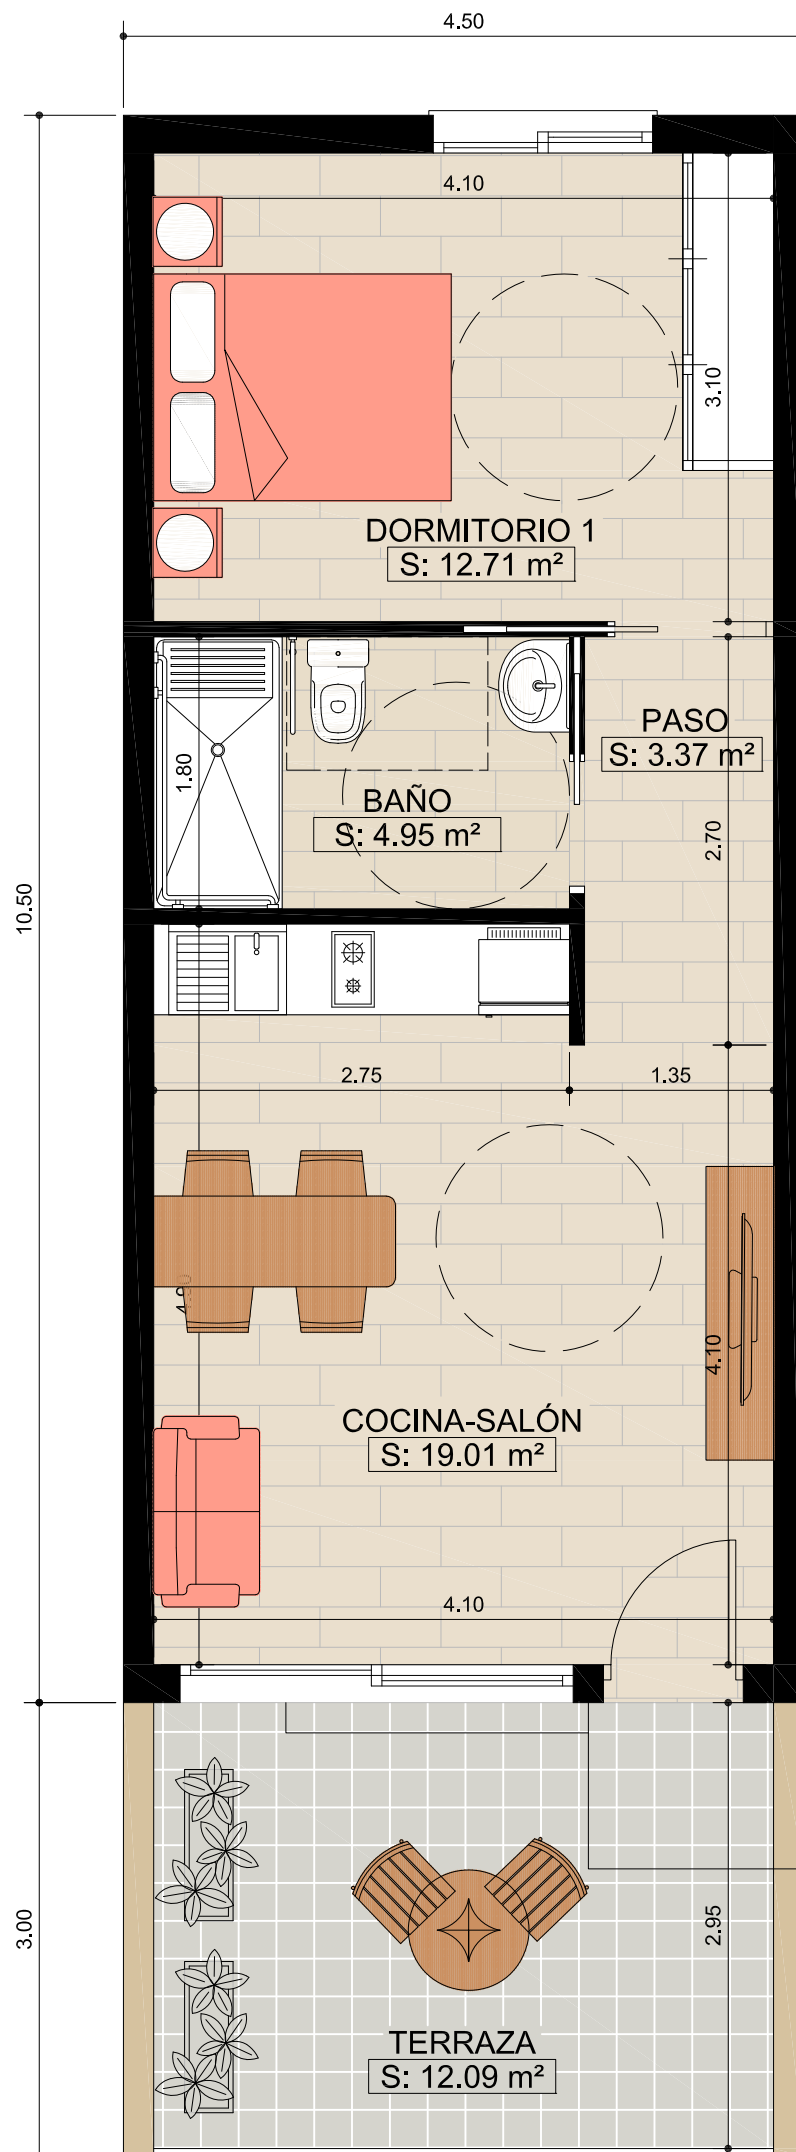 4.50
4.10
3.10
DORMITORIO 1
S: 12.71 m²
PASO
S: 3.37 m²
1.80
BAÑO
S: 4.95 m²
2.70
10.50
2.75
1.35
4.90
4.10
COCINA-SALÓN
S: 19.01 m²
4.10
3.00
2.95
TERRAZA
S: 12.09 m²